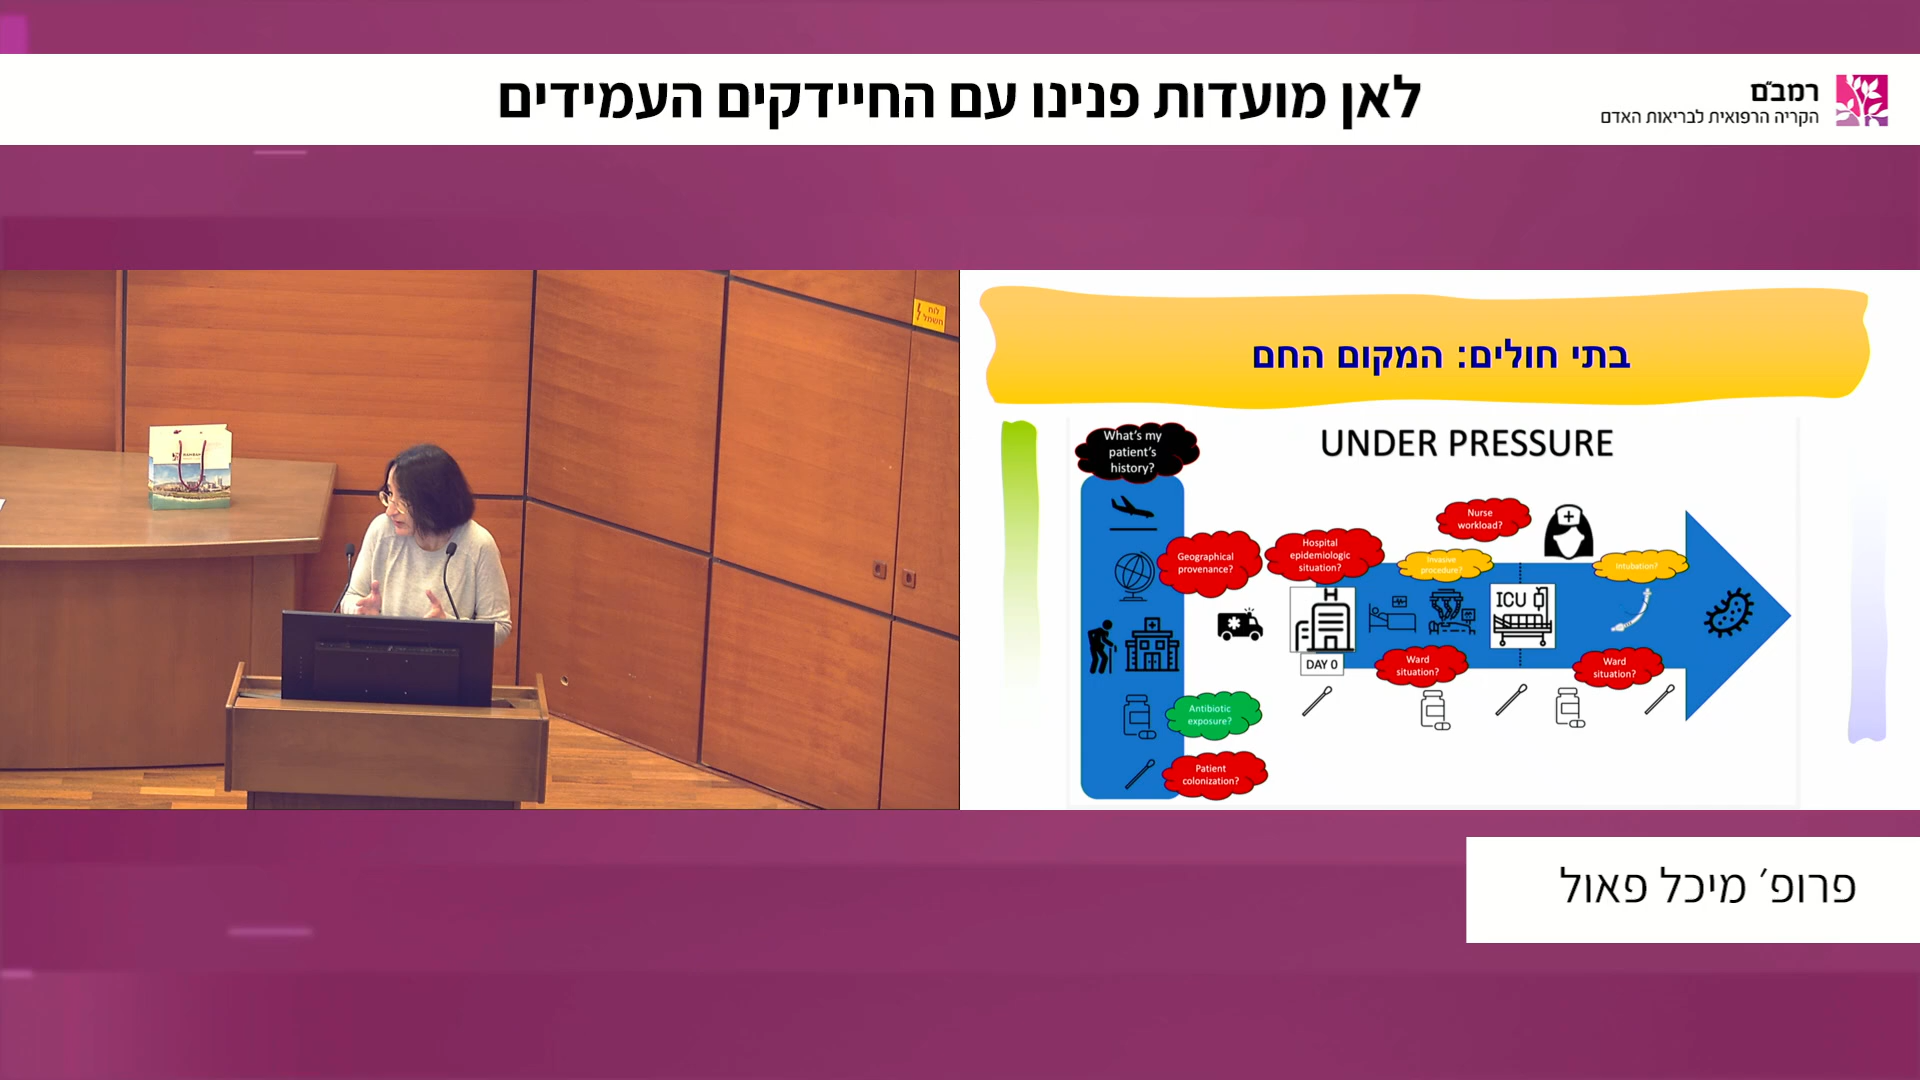 לאן מועדות פנינו עם החיידקים העמידים
רמב״ם
הקריה הרפואית לבריאות האדם
לוח
חשמל
בתי חולים: המקום החם
UNDER PRESSURE
What's my
patient's
history?
Nurse
workload?
Geographical
provenance?
Hospital
epidemiologic
situation?
Invasive
procedure?
Intubation?
ICU
DAY 0
Ward
situation?
Ward
situation?
Antibiotic
exposure?
Patient
colonization?
פרופ׳ מיכל פאול